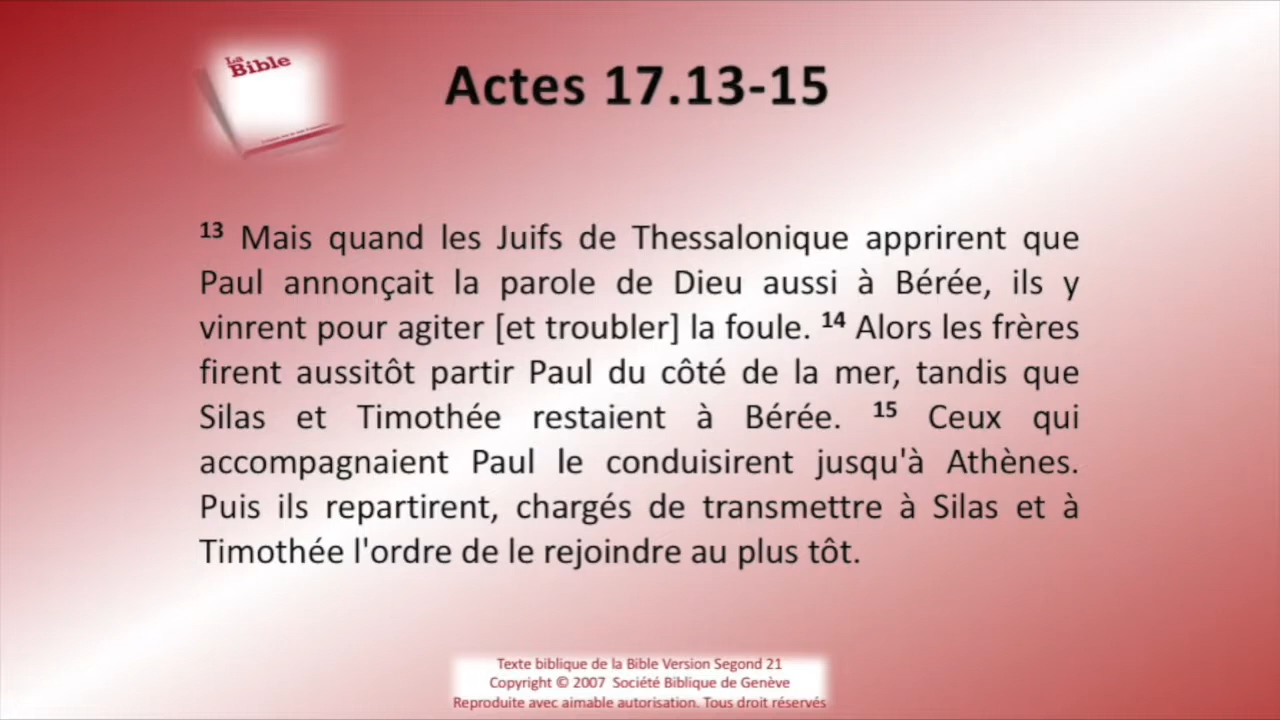 La
Bible
Actes 17.13-15
13 Mais quand les Juifs de Thessalonique apprirent que
Paul annonçait la parole de Dieu aussi à Bérée, ils y
vinrent pour agiter [et troubler] la foule. 14 Alors les frères
firent aussitôt partir Paul du côté de la mer, tandis que
Silas et Timothée restaient à Bérée. 15 Ceux qui
accompagnaient Paul le conduisirent jusqu'à Athènes.
Puis ils repartirent, chargés de transmettre à Silas et à
Timothée l'ordre de le rejoindre au plus tôt.
Texte biblique de la Bible Version Segond 21
Copyright © 2007 Société Biblique de Genève
Reproduite avec aimable autorisation. Tous droit réservés